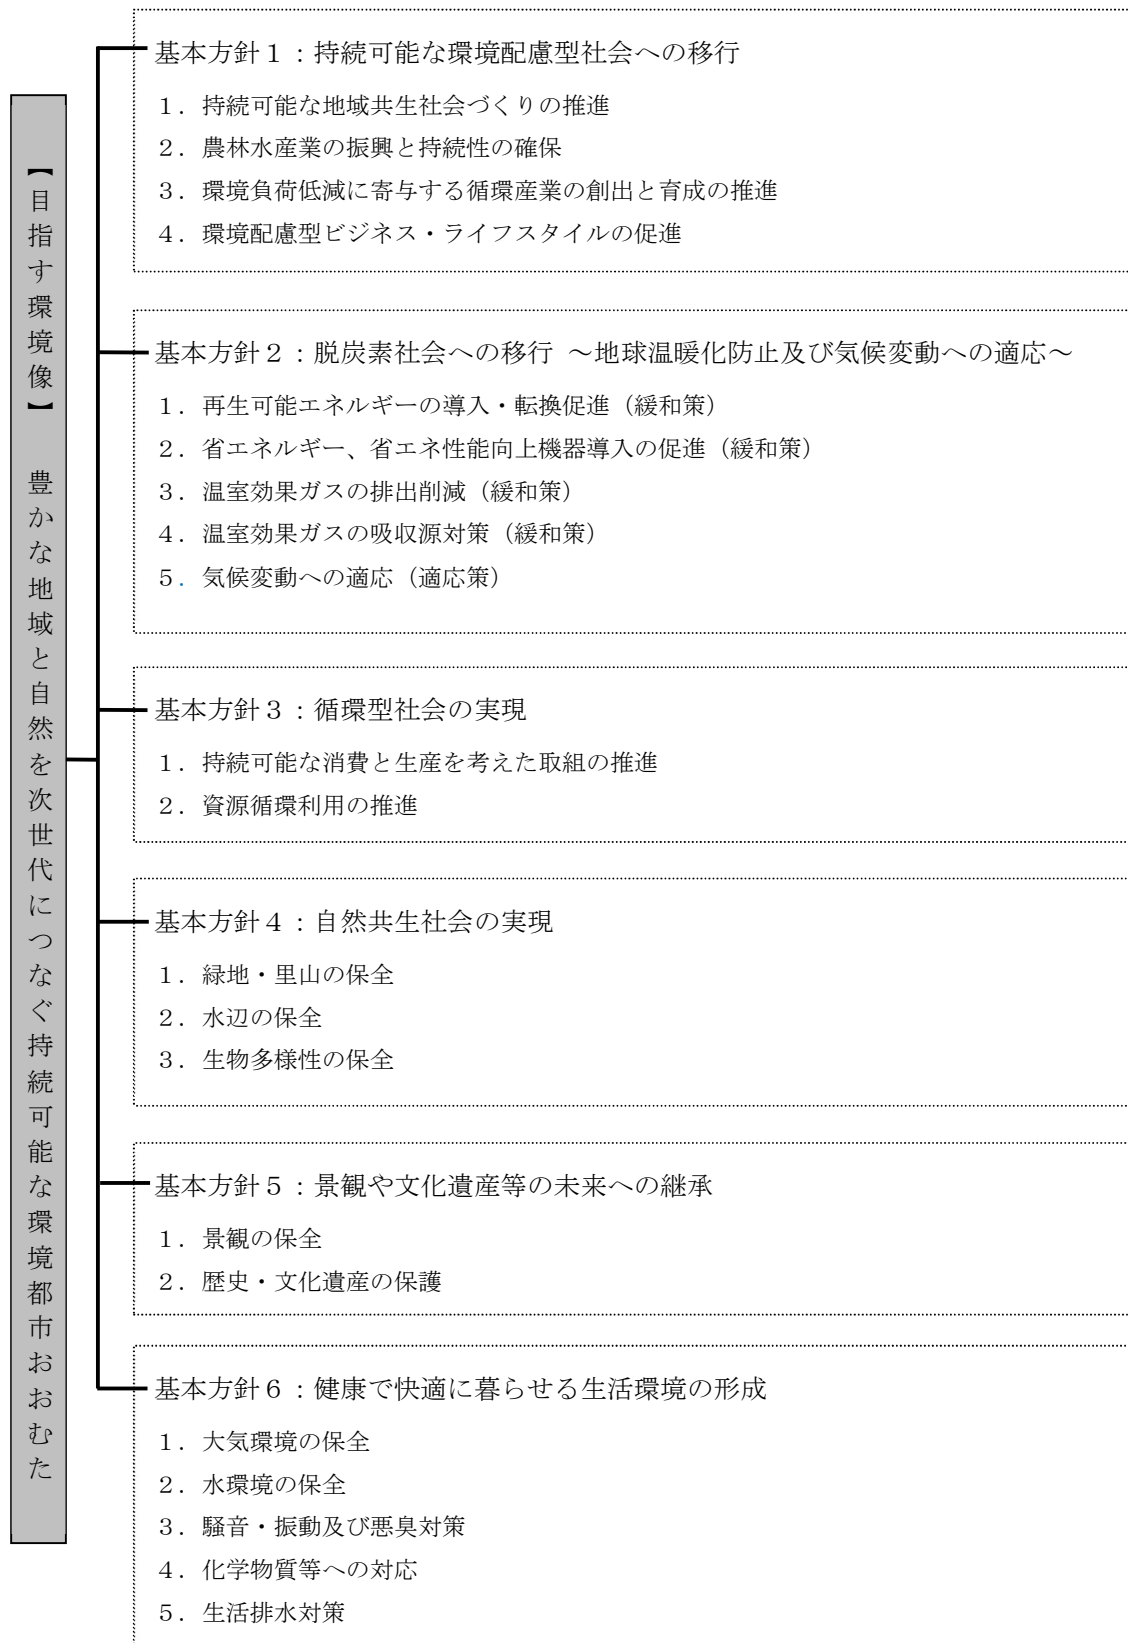 【目指す環境像】 豊かな地域と自然を次世代につなぐ持続可能な環境都市おおむた
基本方針１：持続可能な環境配慮型社会への移行
１．持続可能な地域共生社会づくりの推進
２．農林水産業の振興と持続性の確保
３．環境負荷低減に寄与する循環産業の創出と育成の推進
４．環境配慮型ビジネス・ライフスタイルの促進
基本方針２：脱炭素社会への移行 ～地球温暖化防止及び気候変動への適応～
１．再生可能エネルギーの導入・転換促進（緩和策）
２．省エネルギー、省エネ性能向上機器導入の促進（緩和策）
３．温室効果ガスの排出削減（緩和策）
４．温室効果ガスの吸収源対策（緩和策）
５．気候変動への適応（適応策）
基本方針３：循環型社会の実現
１．持続可能な消費と生産を考えた取組の推進
２．資源循環利用の推進
基本方針４：自然共生社会の実現
１．緑地・里山の保全
２．水辺の保全
３．生物多様性の保全
基本方針５：景観や文化遺産等の未来への継承
１．景観の保全
２．歴史・文化遺産の保護
基本方針６：健康で快適に暮らせる生活環境の形成
１．大気環境の保全
２．水環境の保全
３．騒音・振動及び悪臭対策
４．化学物質等への対応
５．生活排水対策